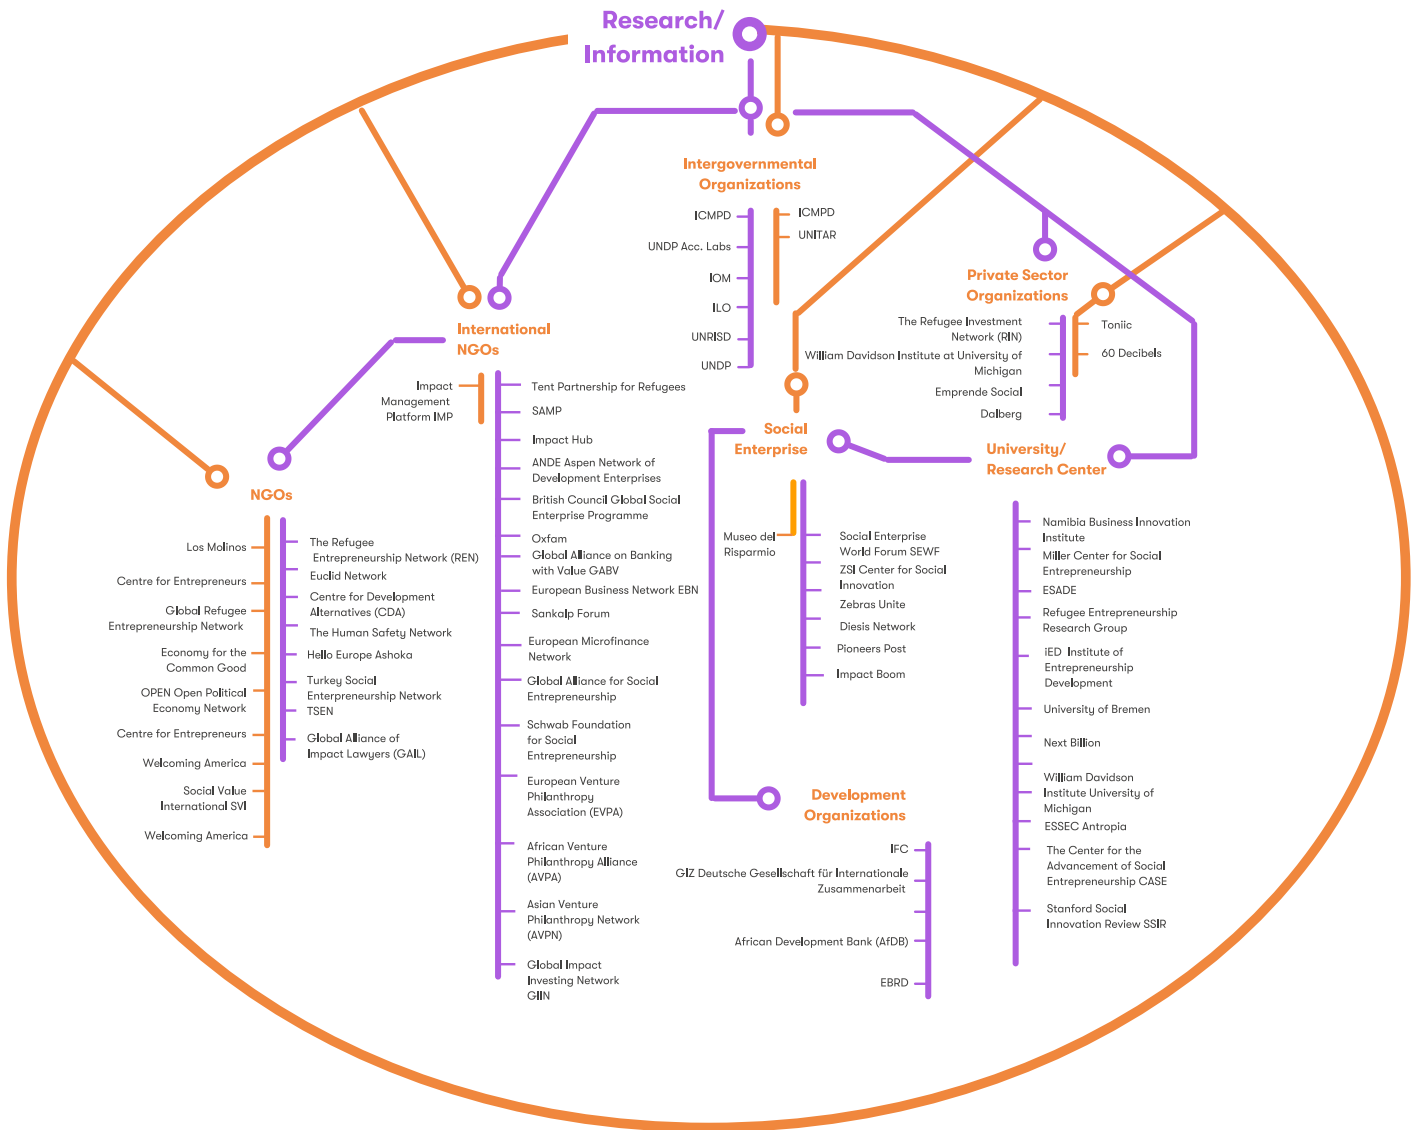 Research/
Information
Intergovernmental
Organizations
ICMPD
UNDP Acc. Labs
IOM
ILO
UNRISD
UNDP
ICMPD
UNITAR
Private Sector
Organizations
The Refugee Investment
Network (RIN)
William Davidson Institute at University of
Michigan
Emprende Social
Dalberg
Toniic
60 Decibels
International
NGOs
Impact
Management
Platform IMP
Tent Partnership for Refugees
SAMP
Impact Hub
ANDE Aspen Network of
Development Enterprises
British Council Global Social
Enterprise Programme
Oxfam
Global Alliance on Banking
with Value GABV
European Business Network EBN
Sankalp Forum
European Microfinance
Network
Global Alliance for Social
Entrepreneurship
Schwab Foundation
for Social
Entrepreneurship
European Venture
Philanthropy
Association (EVPA)
African Venture
Philanthropy Alliance
(AVPA)
Asian Venture
Philanthropy Network
(AVPN)
Global Impact
Investing Network
GIIN
NGOs
Los Molinos
Centre for Entrepreneurs
Global Refugee
Entrepreneurship Network
Economy for the
Common Good
OPEN Open Political
Economy Network
Centre for Entrepreneurs
Welcoming America
Social Value
International SVI
Welcoming America
The Refugee
Entrepreneurship Network (REN)
Euclid Network
Centre for Development
Alternatives (CDA)
The Human Safety Network
Hello Europe Ashoka
Turkey Social
Enterpreneurship Network
TSEN
Global Alliance of
Impact Lawyers (GAIL)
Social
Enterprise
Museo del
Risparmio
Social Enterprise
World Forum SEWF
ZSI Center for Social
Innovation
Zebras Unite
Diesis Network
Pioneers Post
Impact Boom
University/
Research Center
Namibia Business Innovation
Institute
Miller Center for Social
Entrepreneurship
ESADE
Refugee Entrepreneurship
Research Group
iED Institute of
Entrepreneurship
Development
University of Bremen
Next Billion
William Davidson
Institute University of
Michigan
ESSEC Antropia
The Center for the
Advancement of Social
Entrepreneurship CASE
Stanford Social
Innovation Review SSIR
Development
Organizations
IFC
GIZ Deutsche Gesellschaft für Internationale
Zusammenarbeit
African Development Bank (AfDB)
EBRD